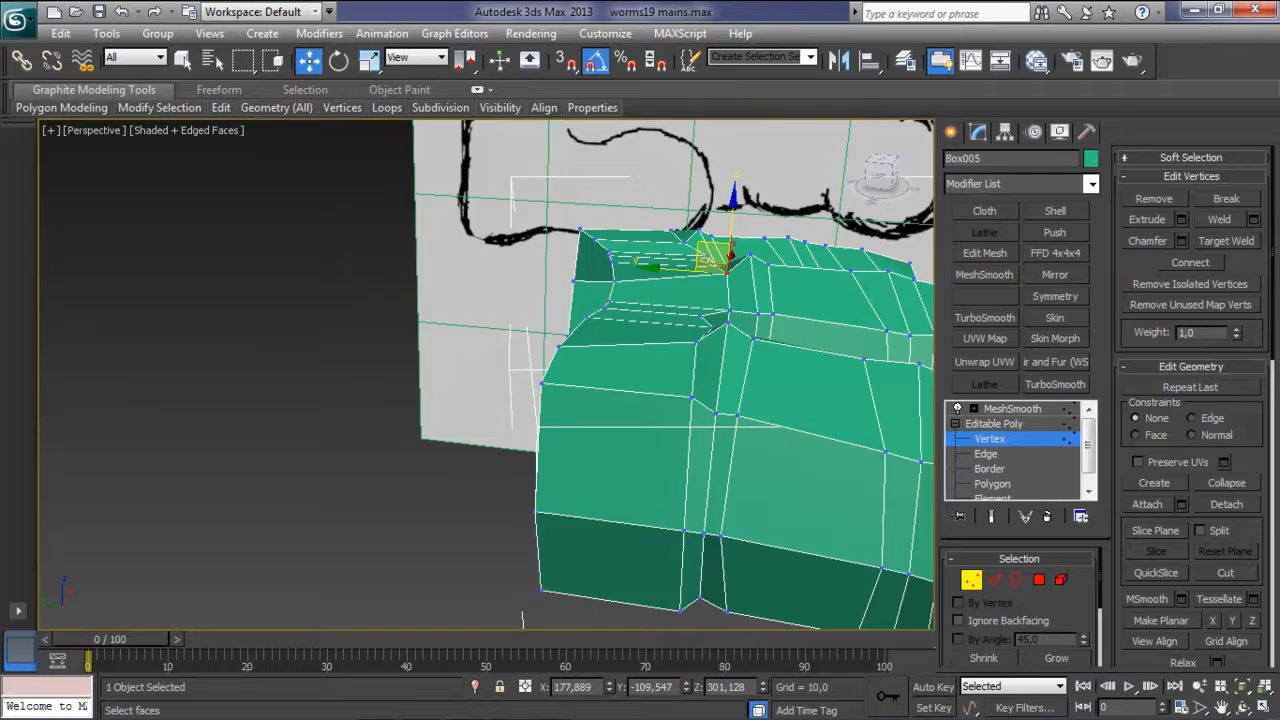 Workspace: Default
Autodesk 3ds Max 2013 worms19 mains.max
Type a keyword or phrase
Edit Tools Group Views Create Modifiers Animation Graph Editors Rendering Customize MAXScript Help
All
View
3
Create Selection Se
Graphite Modeling Tools Freeform Selection Object Paint
Polygon Modeling Modify Selection Edit Geometry (All) Vertices Loops Subdivision Visibility Align Properties
[+] [Perspective] [Shaded + Edged Faces]
Box005
Modifier List
Cloth Shell
Lathe Push
Edit Mesh FFD 4x4x4
MeshSmooth Mirror
Symmetry
TurboSmooth Skin
UVW Map Skin Morph
Unwrap UVW ir and Fur (WS
Lathe TurboSmooth
MeshSmooth
Editable Poly
Vertex
Edge
Border
Polygon
Element
Selection
By Vertex
Ignore Backfacing
By Angle: 45,0
Shrink Grow
Soft Selection
Edit Vertices
Remove Break
Extrude Weld
Chamfer Target Weld
Connect
Remove Isolated Vertices
Remove Unused Map Verts
Weight: 1,0
Edit Geometry
Repeat Last
Constraints
None Edge
Face Normal
Preserve UVs
Create Collapse
Attach Detach
Slice Plane Split
Slice Reset Plane
QuickSlice Cut
MSmooth Tessellate
Make Planar X Y Z
View Align Grid Align
Relax
0 / 100
0 10 20 30 40 50 60 70 80 90 100
1 Object Selected
X: 177,889 Y: -109,547 Z: 301,128 Grid = 10,0
Auto Key Selected
Welcome to M
Select faces
Add Time Tag
Set Key Key Filters... 0